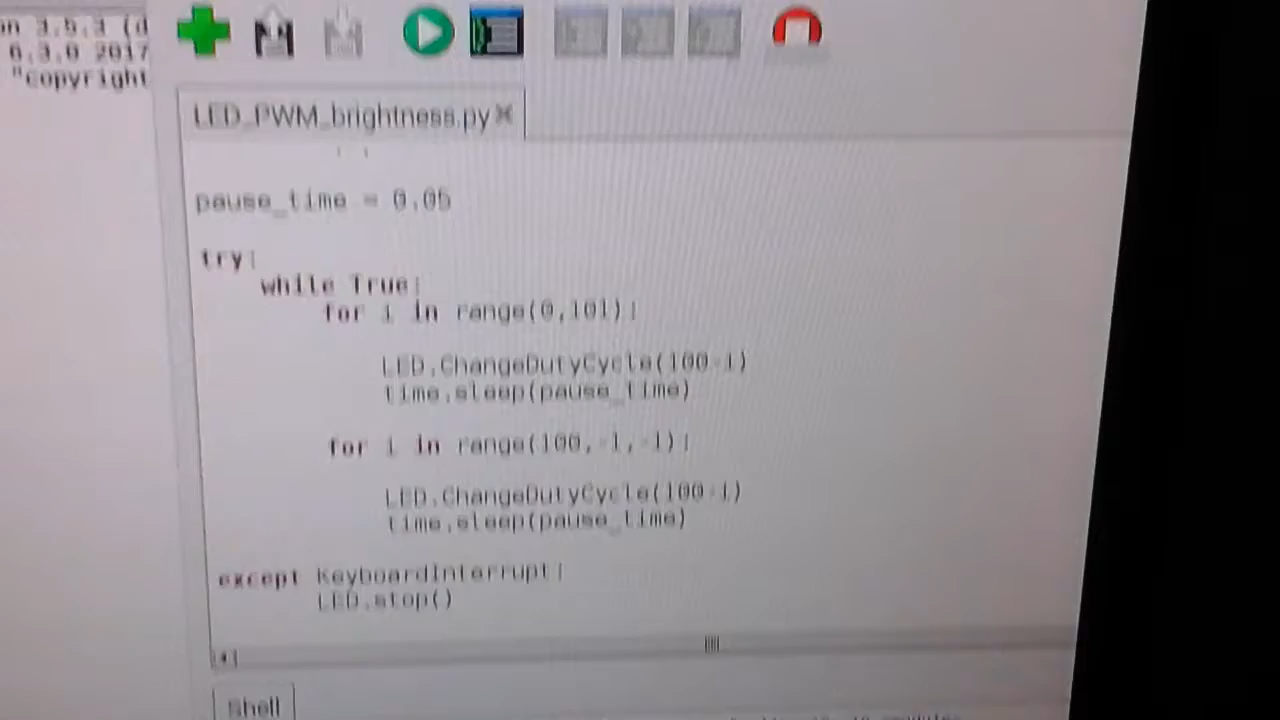 on 3.5.3 (d
6.3.0 2017
"copyright
LED_PWM_brightness.py
pause_time = 0.05
try:
while True:
for i in range(0,101):
LED.ChangeDutyCycle(100-i)
time.sleep(pause_time)
for i in range(100,-1,-1):
LED.ChangeDutyCycle(100-i)
time.sleep(pause_time)
except KeyboardInterrupt:
LED.stop()
Shell